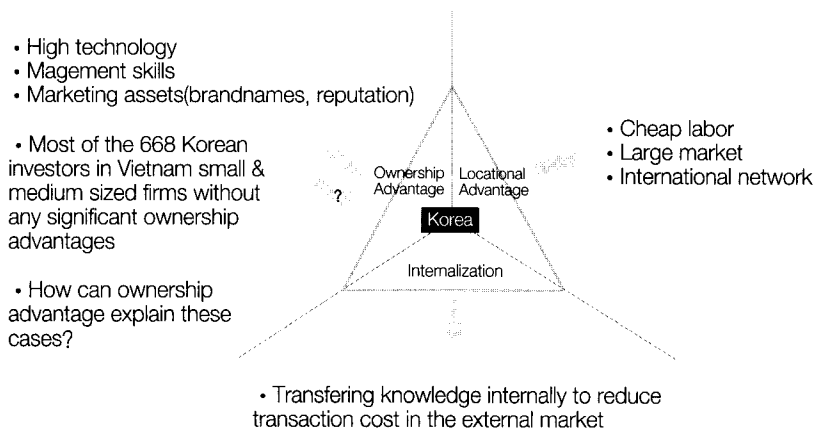 • High technology
• Magement skills
• Marketing assets(brandnames, reputation)
• Most of the 668 Korean
investors in Vietnam small &
medium sized firms without
any significant ownership
advantages
• How can ownership
advantage explain these
cases?
Ownership
Advantage
?
Locational
Advantage
Korea
Internalization
• Cheap labor
• Large market
• International network
• Transfering knowledge internally to reduce
transaction cost in the external market